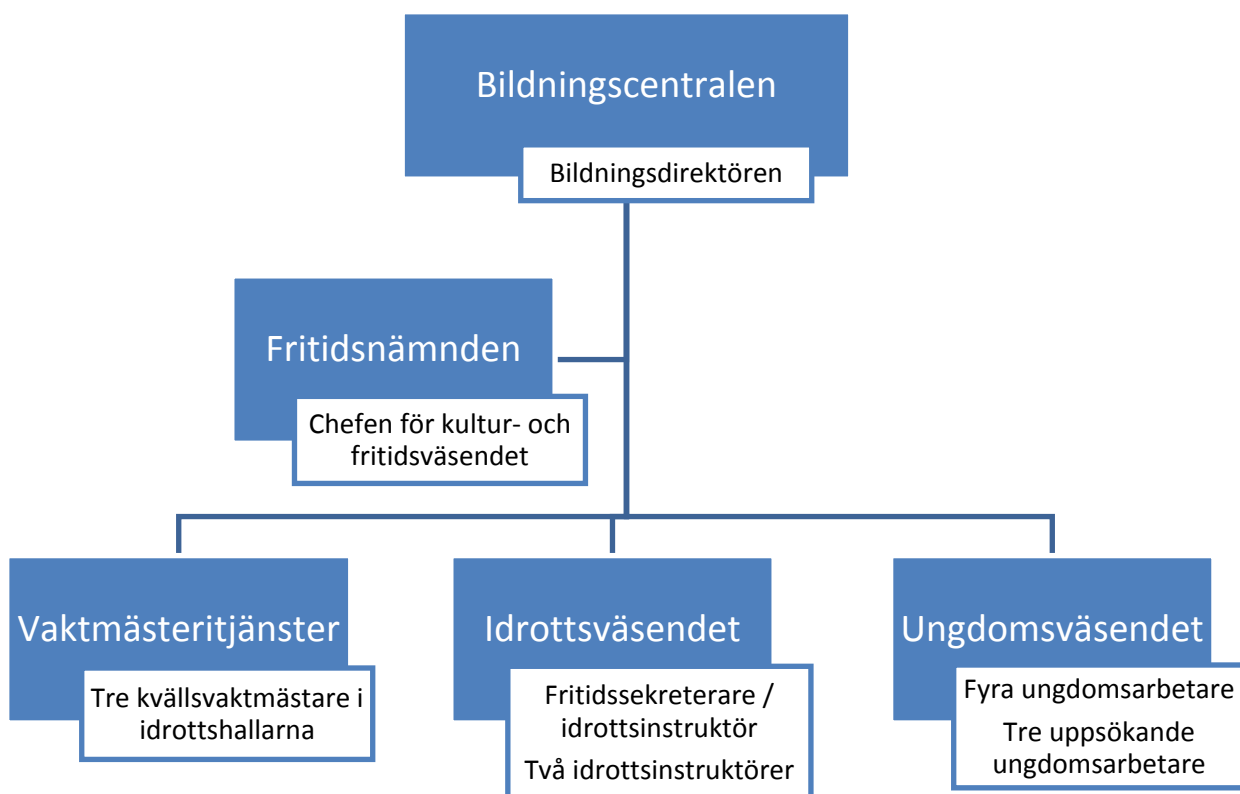 Bildningscentralen
Bildningsdirektören
Fritidsnämnden
Chefen för kultur- och
fritidsväsendet
Vaktmästeritjänster
Tre kvällsvaktmästare i
idrottshallarna
Idrottsväsendet
Fritidssekreterare /
idrottsinstruktör
Två idrottsinstruktörer
Ungdomsväsendet
Fyra ungdomsarbetare
Tre uppsökande
ungdomsarbetare